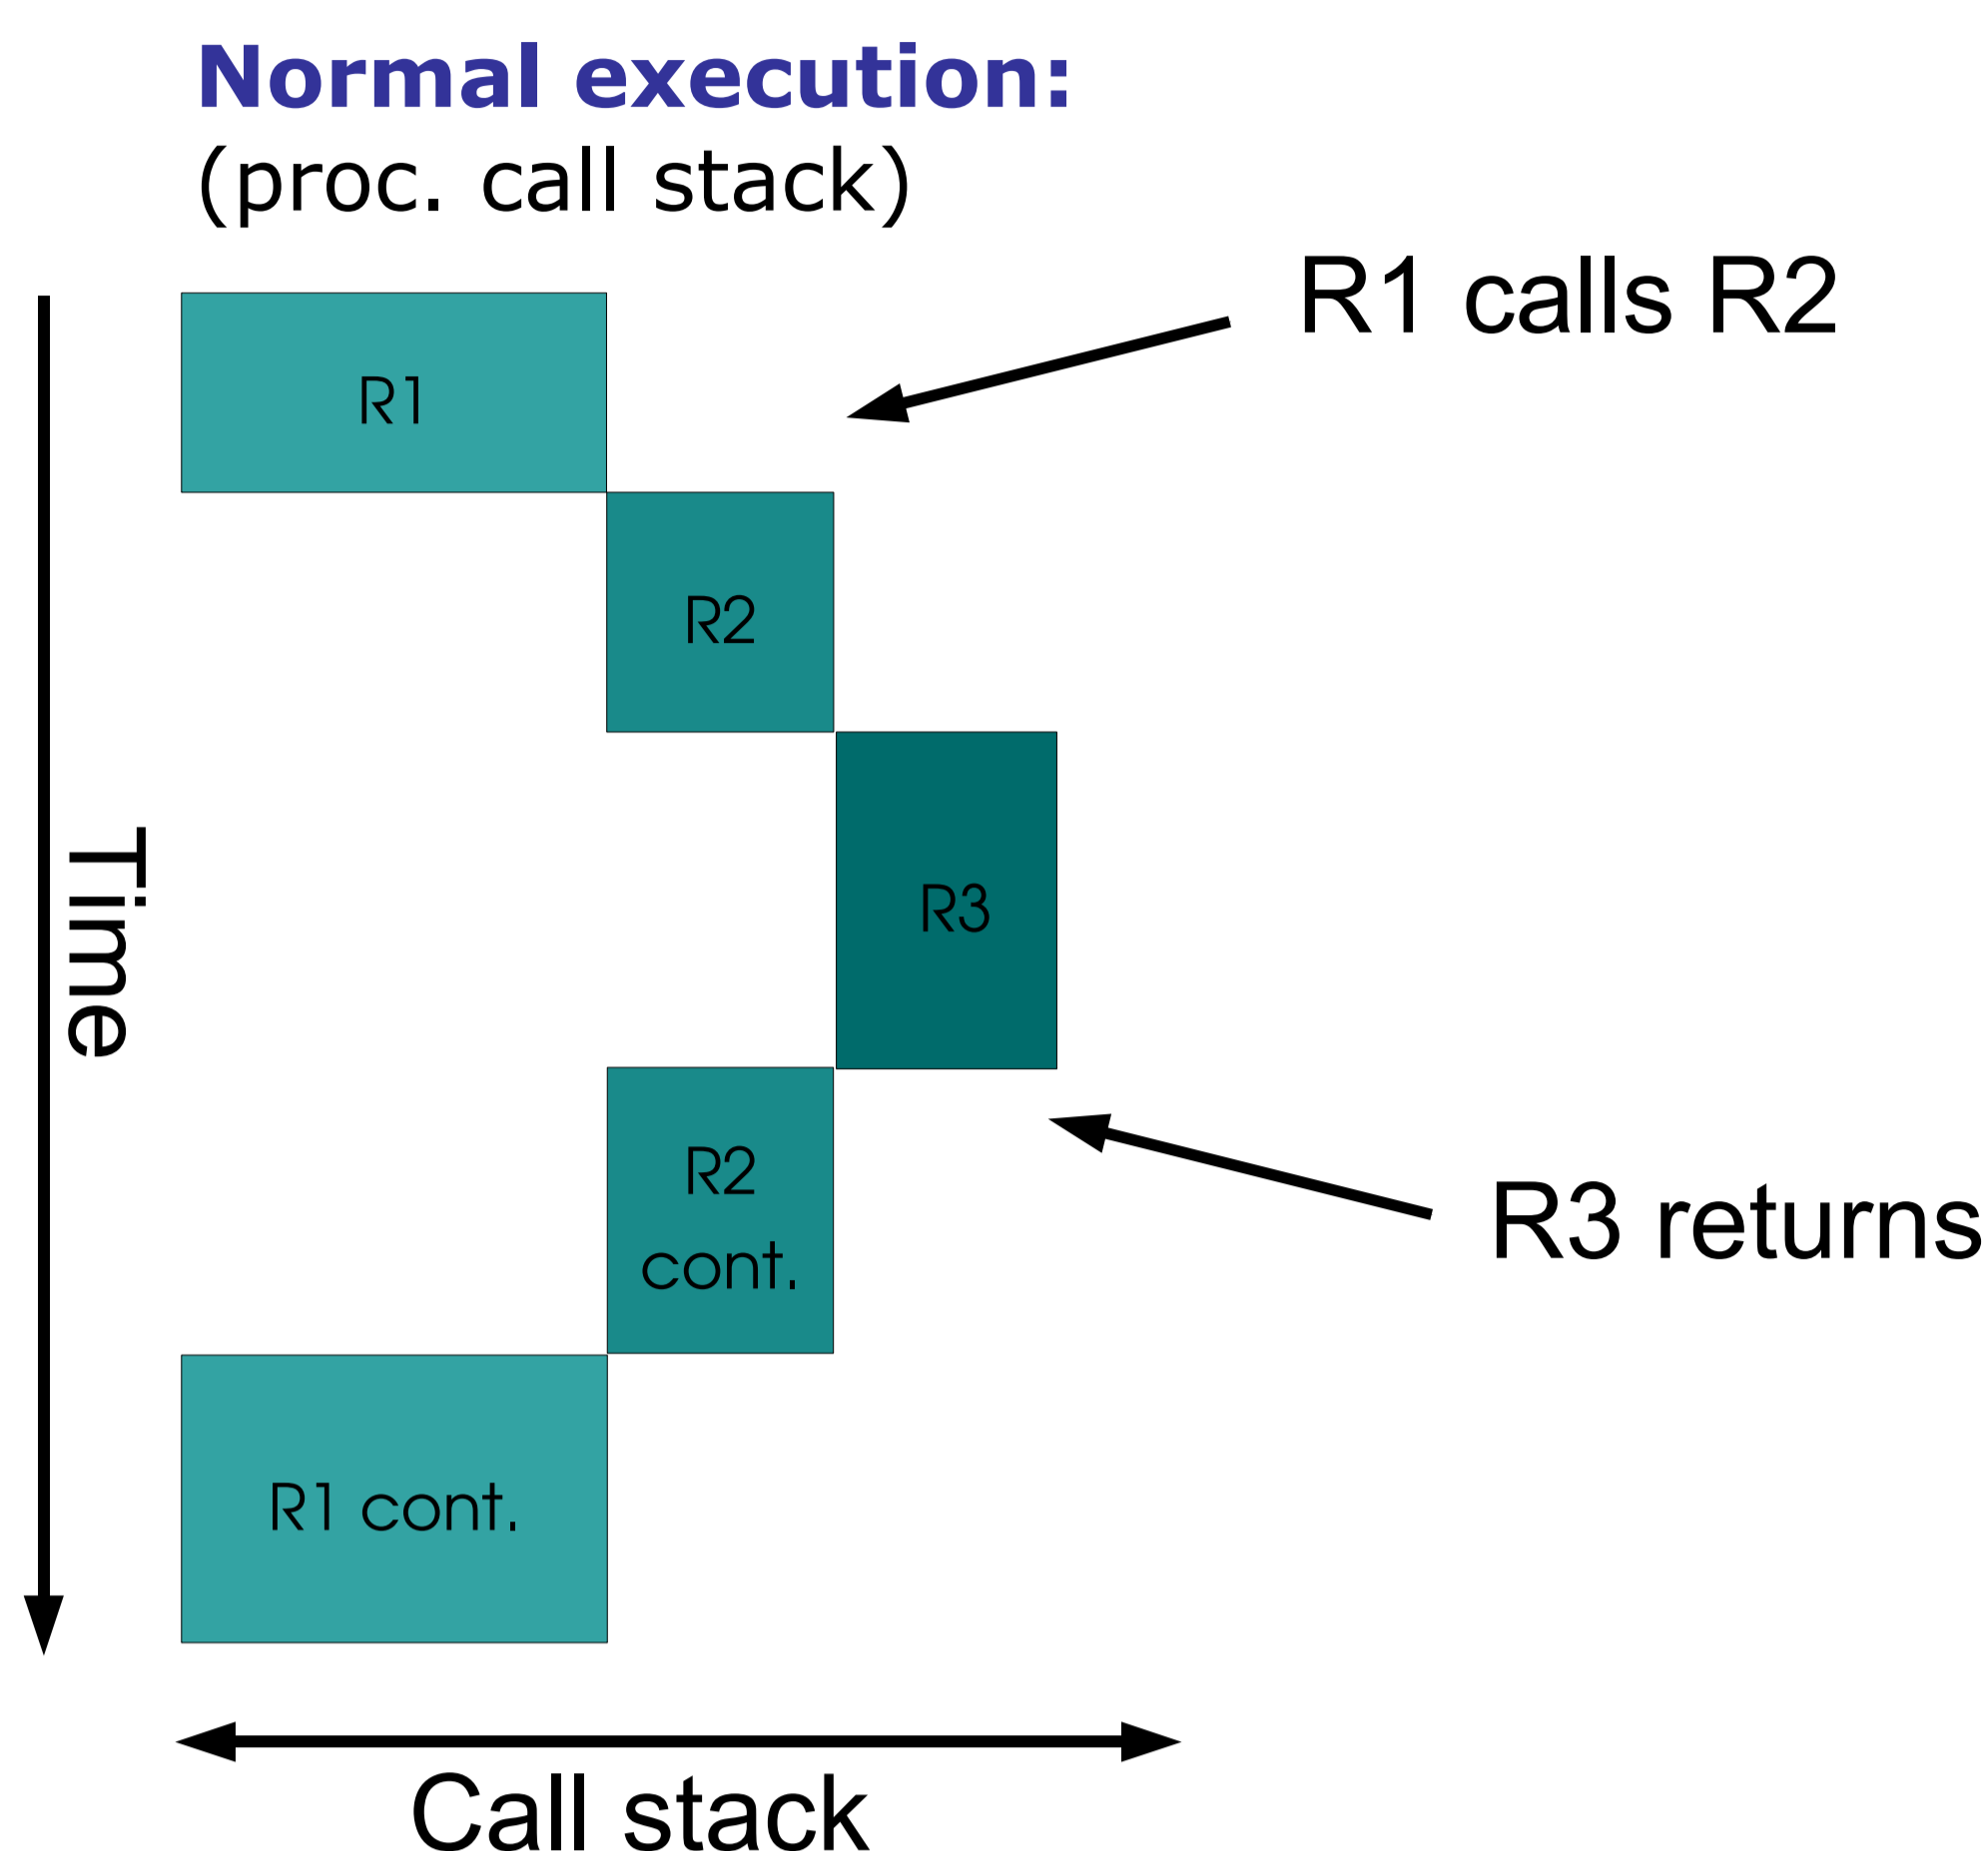 Normal execution:
(proc. call stack)
R1 calls R2
R1
R2
Time
R3
R2
cont.
R3 returns
R1 cont.
Call stack